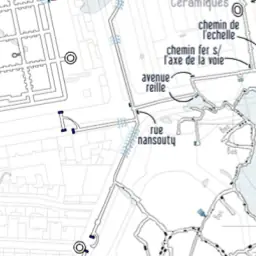 Céramiques
chemin de
l'echelle
chemin fer s/
l'axe de la voie
avenue
reille
rue
nansouty